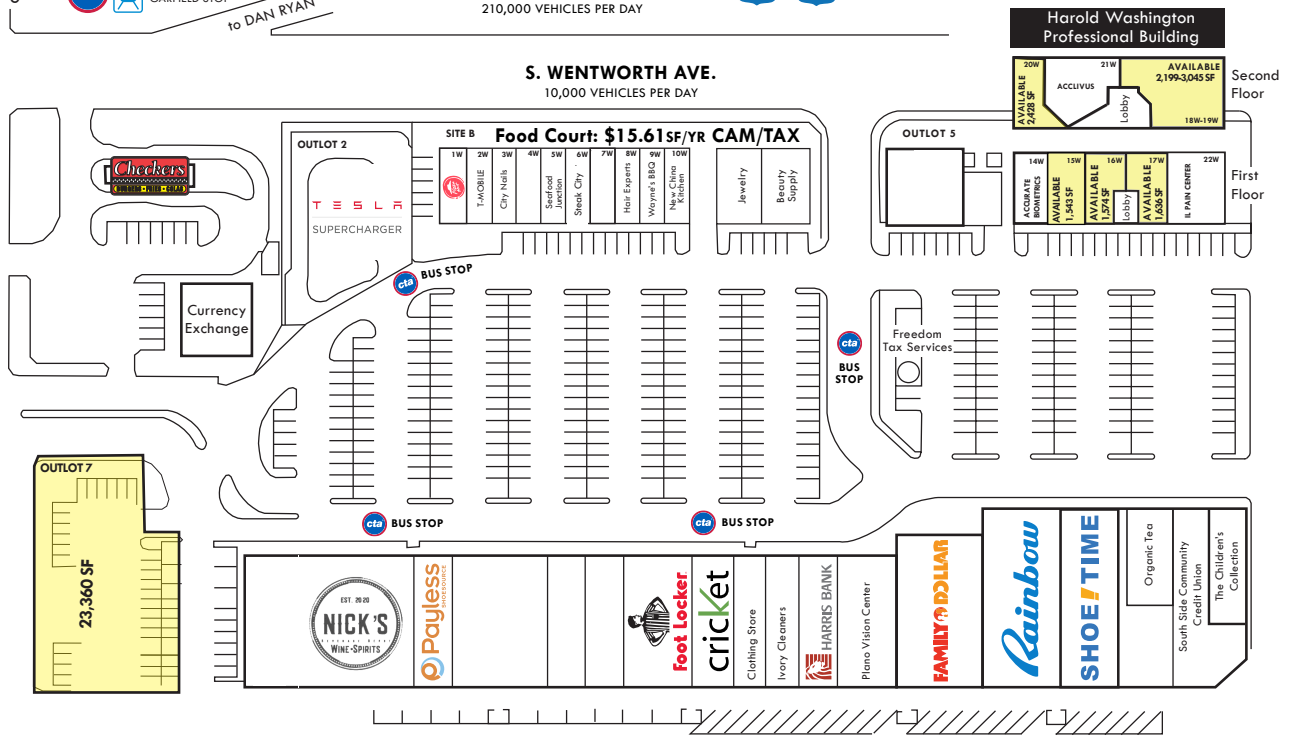 to DAN RYAN
210,000 VEHICLES PER DAY
Harold Washington
Professional Building
S. WENTWORTH AVE.
10,000 VEHICLES PER DAY
20W
AVAILABLE
2,428 SF
ACCLIVUS
21W
Lobby
AVAILABLE
2,199-3,045 SF
18W-19W
Second
Floor
OUTLOT 2
TESLA
SUPERCHARGER
SITE B
Food Court: $15.61SF/YR CAM/TAX
1W
2W
T-MOBILE
3W
City Nails
4W
5W
Seafood
Junction
6W
Steak City
7W
8W
Hair Experts
9W
Wayne's BBQ
10W
New China
Kitchen
Jewelry
Beauty
Supply
OUTLOT 5
14W
ACCURATE
BIOMETRICS
15W
AVAILABLE
1,543 SF
16W
AVAILABLE
1,574 SF
Lobby
17W
AVAILABLE
1,636 SF
22W
IL PAIN CENTER
First
Floor
Checkers
BURGERS • FRIES • COLAS
cta
BUS STOP
Currency
Exchange
cta
BUS
STOP
Freedom
Tax Services
OUTLOT 7
23,360 SF
cta
BUS STOP
cta
BUS STOP
EST. 2020
NICK'S
WINE•SPIRITS
Payless
SHOESOURCE
Foot Locker
cricket
Clothing Store
Ivory Cleaners
HARRIS BANK
Plano Vision Center
FAMILY DOLLAR
Rainbow
SHOE!TIME
Organic Tea
South Side Community
Credit Union
The Children's
Collection